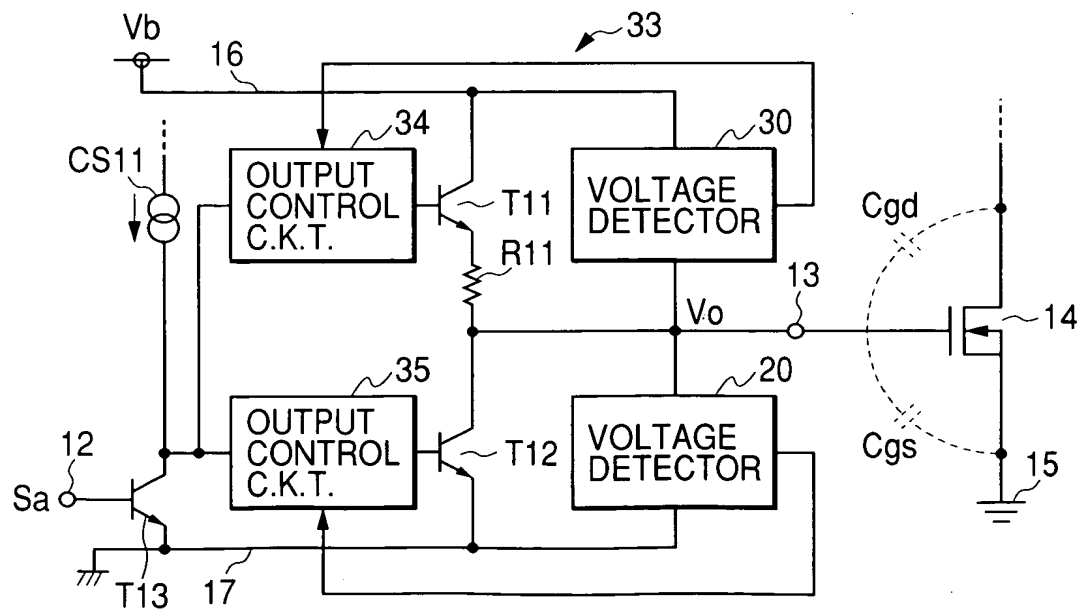 Vb
16
33
34
30
CS11
OUTPUT
CONTROL
C.K.T.
T11
VOLTAGE
DETECTOR
Cgd
R11
13
Vo
14
35
20
OUTPUT
CONTROL
C.K.T.
T12
VOLTAGE
DETECTOR
Cgs
12
Sa
15
T13
17